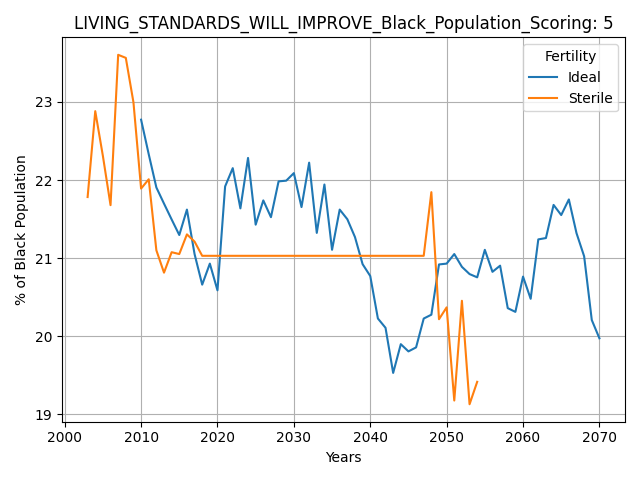 LIVING_STANDARDS_WILL_IMPROVE_Black_Population_Scoring: 5
Fertility
Ideal
Sterile
% of Black Population
23
22
21
20
19
2000 2010 2020 2030 2040 2050 2060 2070
Years